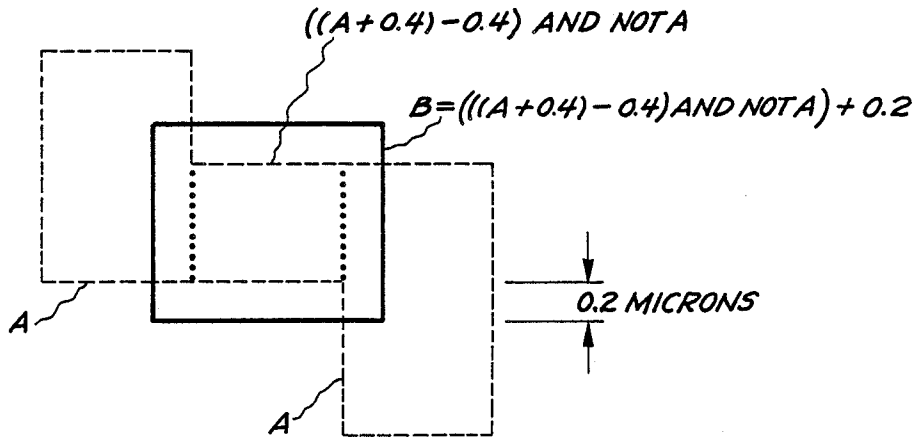 ((A+0.4)-0.4) AND NOT A
B=(((A+0.4)-0.4) AND NOT A)+0.2
0.2 MICRONS
A
A